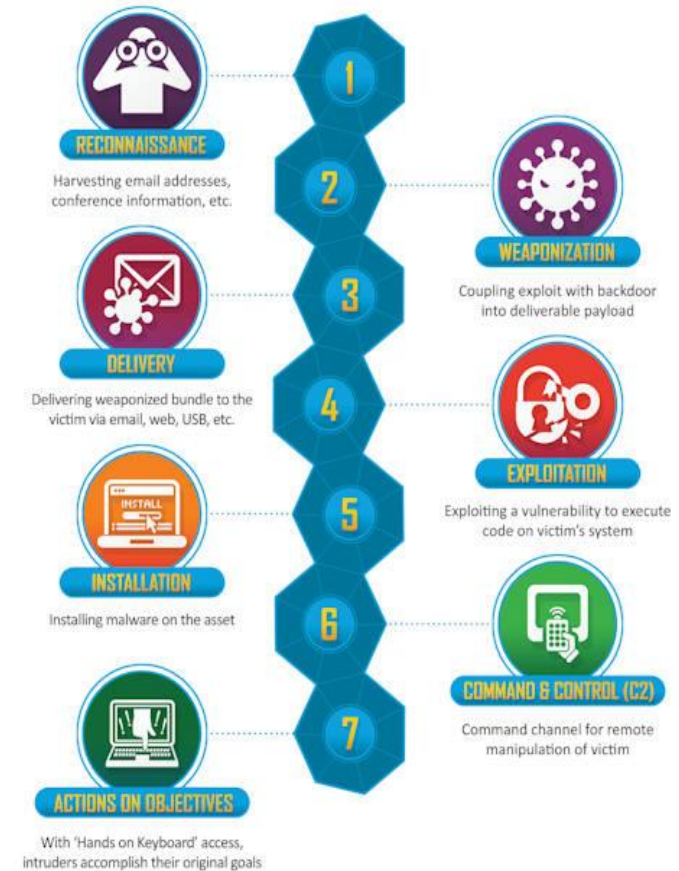 1
RECONNAISSANCE
Harvesting email addresses,
conference information, etc.
2
WEAPONIZATION
Coupling exploit with backdoor
into deliverable payload
3
DELIVERY
Delivering weaponized bundle to the
victim via email, web, USB, etc.
4
EXPLOITATION
Exploiting a vulnerability to execute
code on victim's system
5
INSTALL
INSTALLATION
Installing malware on the asset
6
COMMAND & CONTROL (C2)
Command channel for remote
manipulation of victim
7
ACTIONS ON OBJECTIVES
With 'Hands on Keyboard' access,
intruders accomplish their original goals